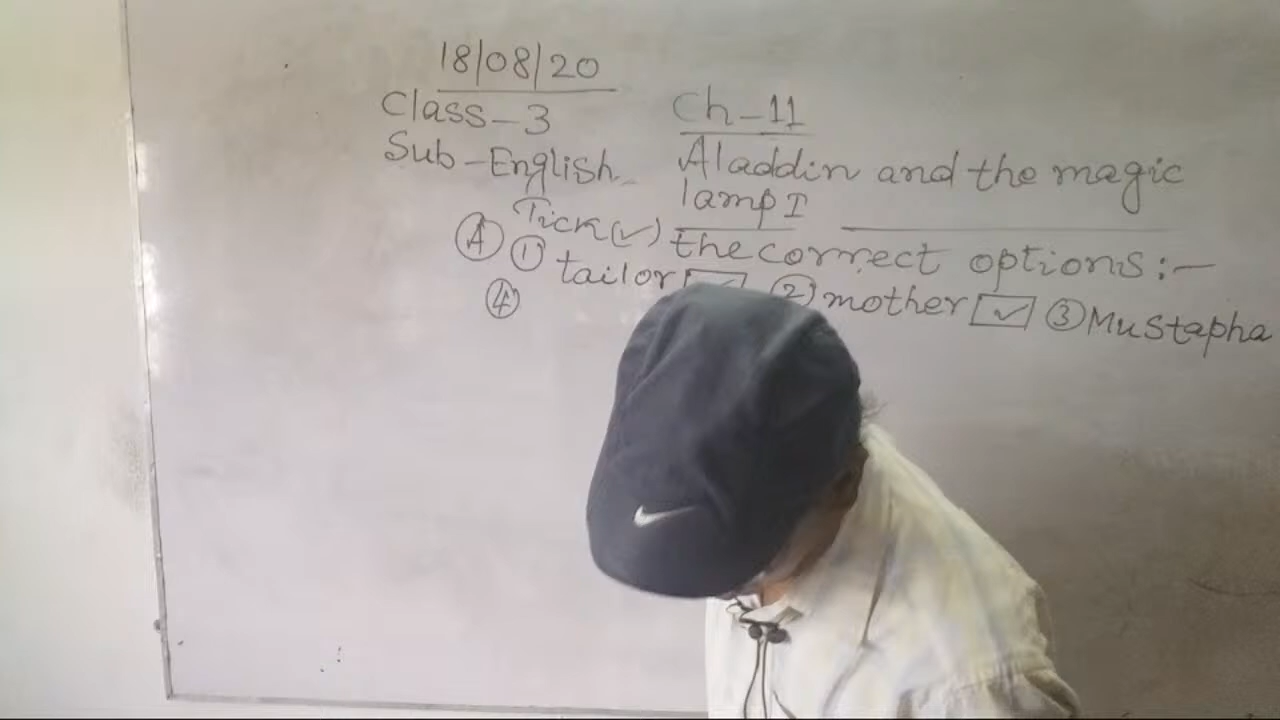 18/08/20
Class-3
Sub-English
Ch-11
Aladdin and the magic
lamp I
Tick(✓) the correct options:-
Ⓐ ① tailor ☑ ② mother ☑ ③ Mustapha
④